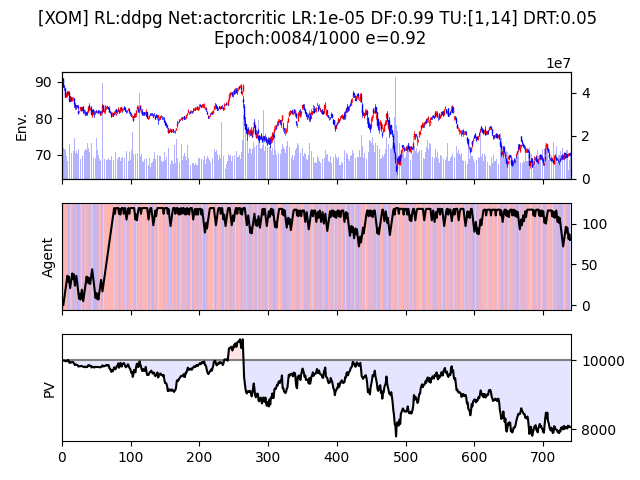 [XOM] RL:ddpg Net:actorcritic LR:1e-05 DF:0.99 TU:[1,14] DRT:0.05
Epoch:0084/1000 e=0.92
1e7
90
80
70
Env.
4
2
0
Agent
100
50
0
PV
10000
8000
0 100 200 300 400 500 600 700